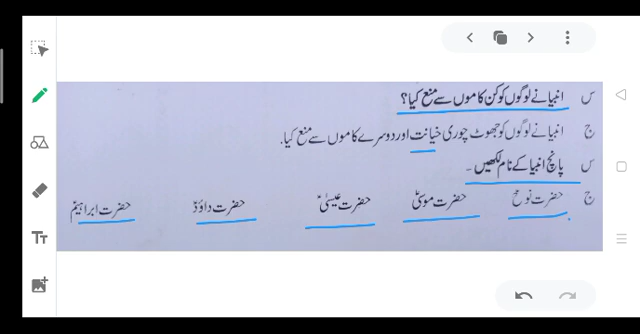 س انبیا نے لوگوں کو کن کاموں سے منع کیا؟
ج انبیا نے لوگوں کو جھوٹ چوری خیانت اور دوسرے کاموں سے منع کیا۔
س پانچ انبیا کے نام لکھیں۔
ج حضرت نوحؑ حضرت موسیٰؑ حضرت عیسیٰؑ حضرت داؤدؑ حضرت ابراہیمؑ
Tт